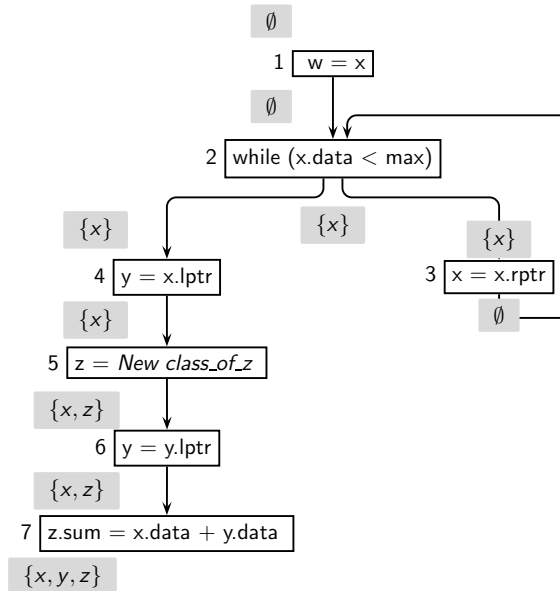 ∅
1 w = x
∅
2 while (x.data < max)
{x}
{x}
{x}
4 y = x.lptr
3 x = x.rptr
{x}
∅
5 z = New class_of_z
{x, z}
6 y = y.lptr
{x, z}
7 z.sum = x.data + y.data
{x, y, z}